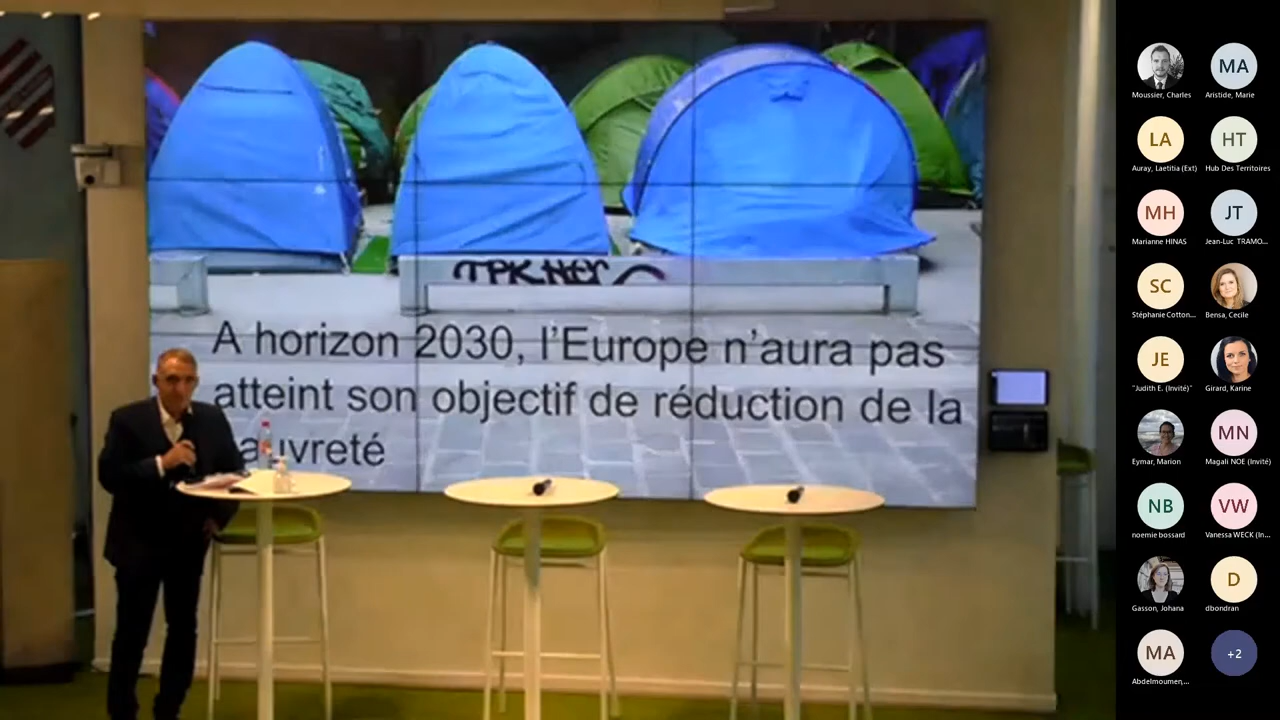 TPK NER
A horizon 2030, l'Europe n'aura pas
atteint son objectif de réduction de la
auvreté
Moussier, Charles
MA
Aristide, Marie
LA
Auray, Laetitia (Ext)
HT
Hub Des Territoires
MH
Marianne HINAS
JT
Jean-Luc TRAMO...
SC
Stéphanie Cotton...
Bensa, Cecile
JE
"Judith E. (Invité)"
Girard, Karine
Eymar, Marion
MN
Magali NOE (Invité)
NB
noemie bossard
VW
Vanessa WECK (In...
Gasson, Johana
D
dbondran
MA
Abdelmoumen,...
+2